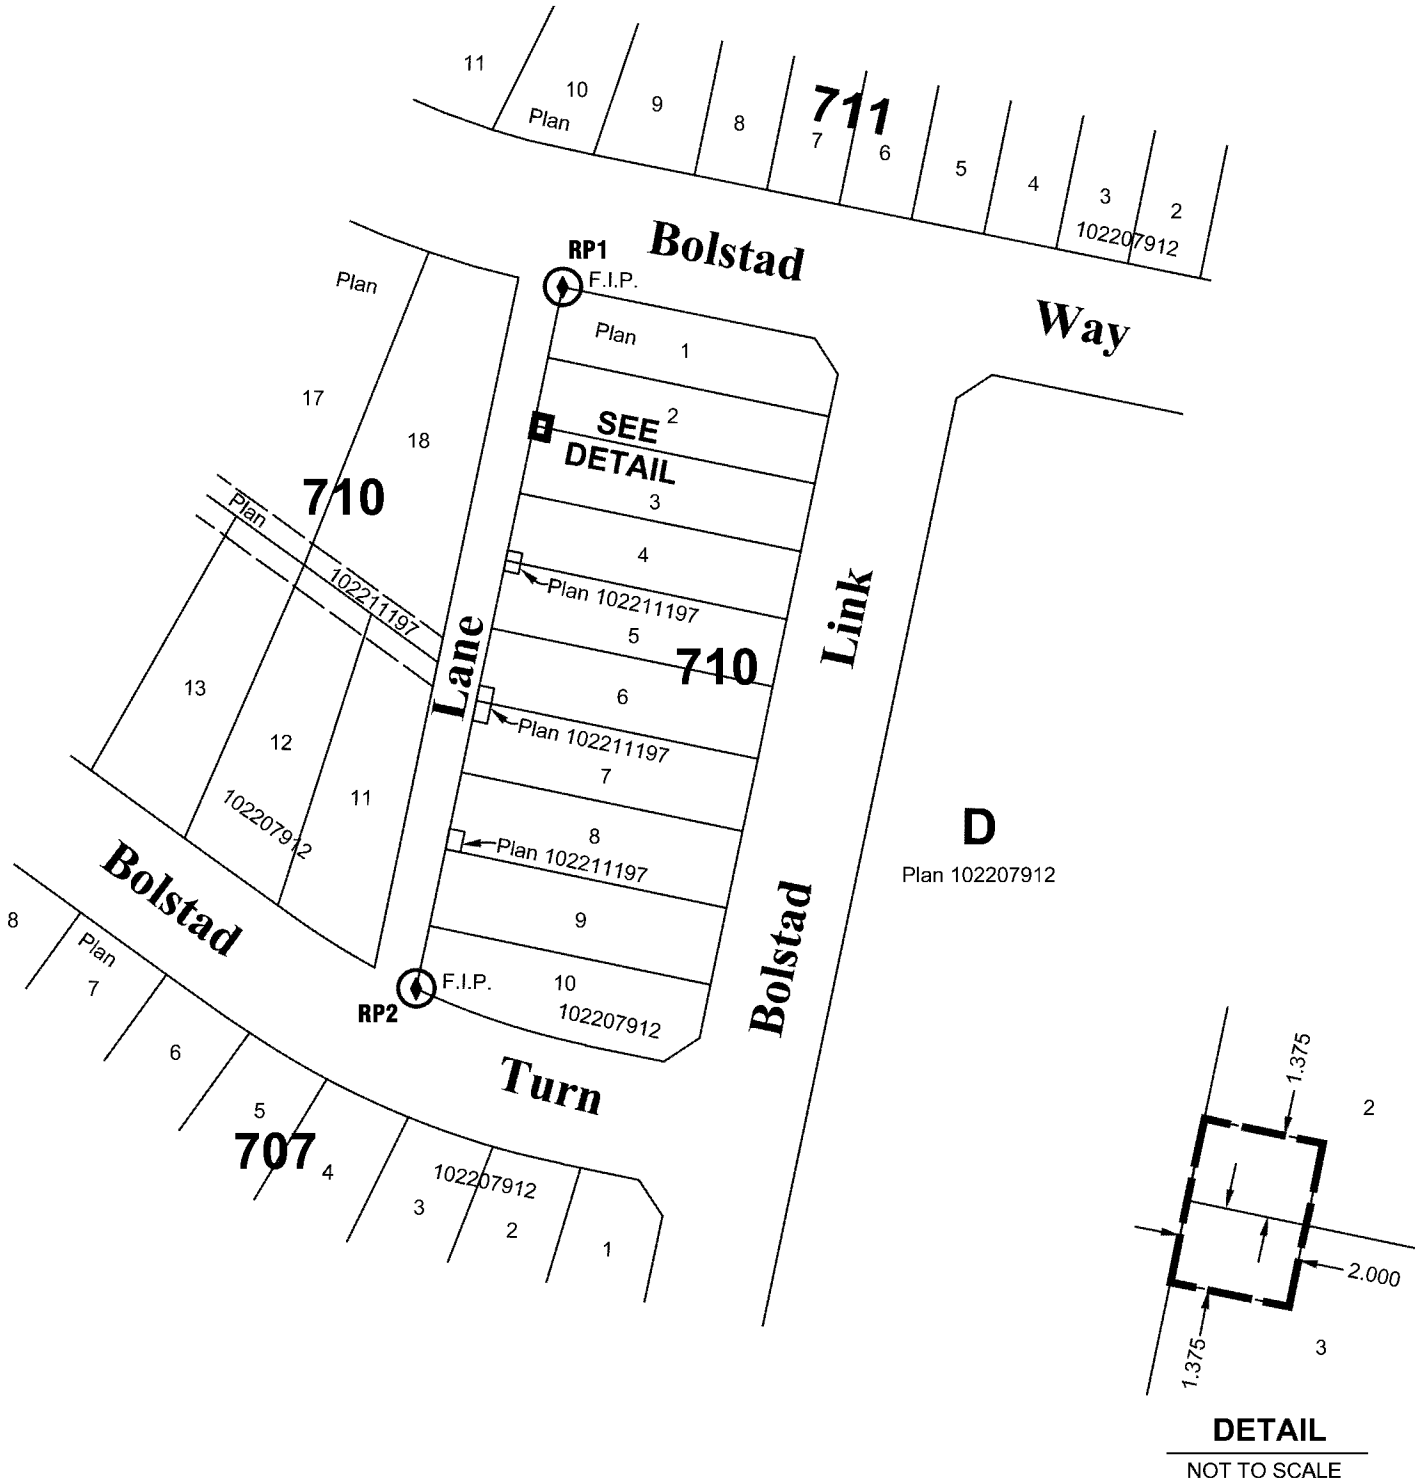 11
10
Plan
9
8
711
7
6
5
4
3
2
102207912
Bolstad
Way
RP1
F.I.P.
Plan
17
18
710
Plan
102211197
Plan
1
2
SEE
DETAIL
3
4
Plan 102211197
5
710
6
Plan 102211197
7
8
Plan 102211197
9
10
102207912
Lane
Link
Bolstad
13
12
11
102207912
Bolstad
Turn
RP2
F.I.P.
D
Plan 102207912
8
Plan
7
6
5
707
4
102207912
3
2
1
1.375
2
2.000
1.375
3
DETAIL
NOT TO SCALE